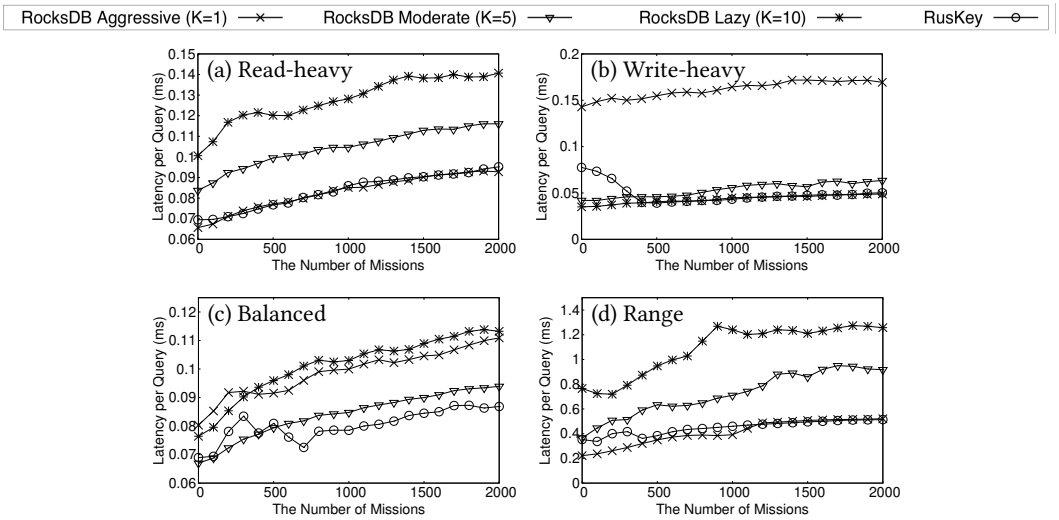 RocksDB Aggressive (K=1) RocksDB Moderate (K=5) RocksDB Lazy (K=10) RusKey
(a) Read-heavy
Latency per Query (ms)
0.15
0.14
0.13
0.12
0.11
0.1
0.09
0.08
0.07
0.06
0 500 1000 1500 2000
The Number of Missions
(b) Write-heavy
Latency per Query (ms)
0.2
0.15
0.1
0.05
0
0 500 1000 1500 2000
The Number of Missions
(c) Balanced
Latency per Query (ms)
0.12
0.11
0.1
0.09
0.08
0.07
0.06
0 500 1000 1500 2000
The Number of Missions
(d) Range
Latency per Query (ms)
1.4
1.2
1
0.8
0.6
0.4
0.2
0
0 500 1000 1500 2000
The Number of Missions